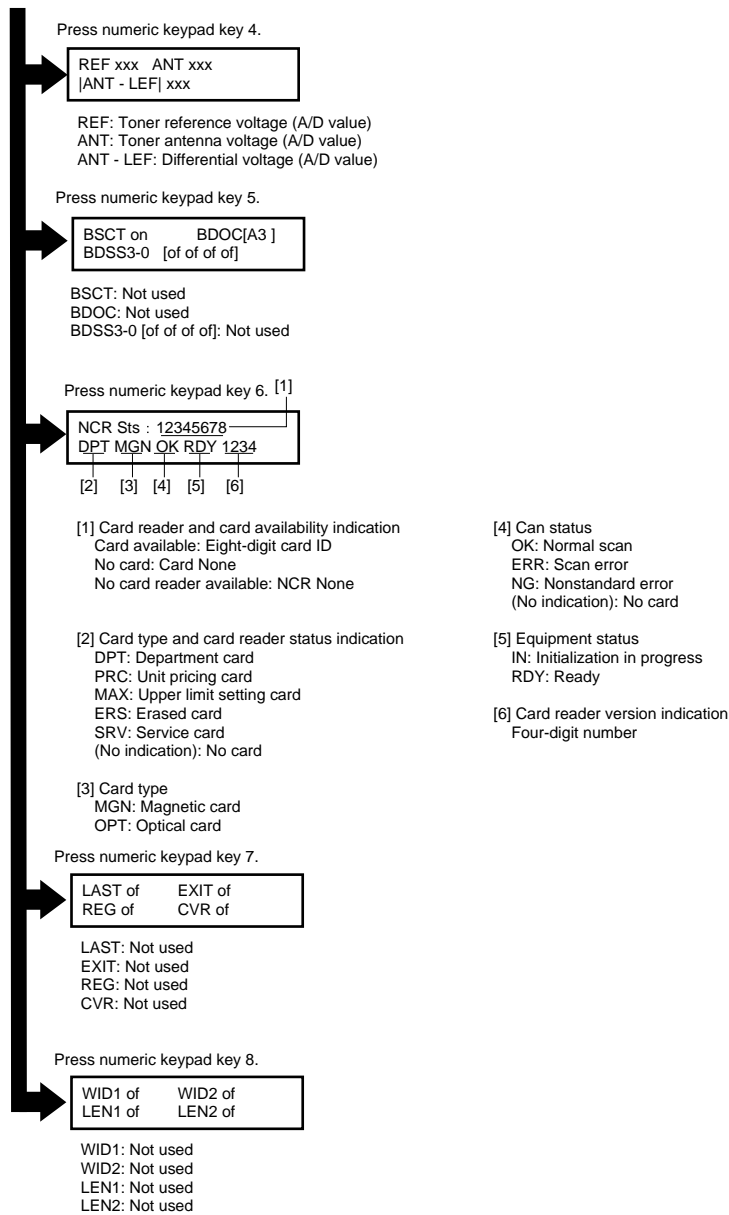 Press numeric keypad key 4.
REF xxx ANT xxx
|ANT - LEF| xxx
REF: Toner reference voltage (A/D value)
ANT: Toner antenna voltage (A/D value)
ANT - LEF: Differential voltage (A/D value)
Press numeric keypad key 5.
BSCT on BDOC[A3 ]
BDSS3-0 [of of of of]
BSCT: Not used
BDOC: Not used
BDSS3-0 [of of of of]: Not used
Press numeric keypad key 6. [1]
NCR Sts : 12345678
DPT MGN OK RDY 1234
[2] [3] [4] [5] [6]
[1] Card reader and card availability indication
Card available: Eight-digit card ID
No card: Card None
No card reader available: NCR None
[2] Card type and card reader status indication
DPT: Department card
PRC: Unit pricing card
MAX: Upper limit setting card
ERS: Erased card
SRV: Service card
(No indication): No card
[3] Card type
MGN: Magnetic card
OPT: Optical card
[4] Can status
OK: Normal scan
ERR: Scan error
NG: Nonstandard error
(No indication): No card
[5] Equipment status
IN: Initialization in progress
RDY: Ready
[6] Card reader version indication
Four-digit number
Press numeric keypad key 7.
LAST of EXIT of
REG of CVR of
LAST: Not used
EXIT: Not used
REG: Not used
CVR: Not used
Press numeric keypad key 8.
WID1 of WID2 of
LEN1 of LEN2 of
WID1: Not used
WID2: Not used
LEN1: Not used
LEN2: Not used